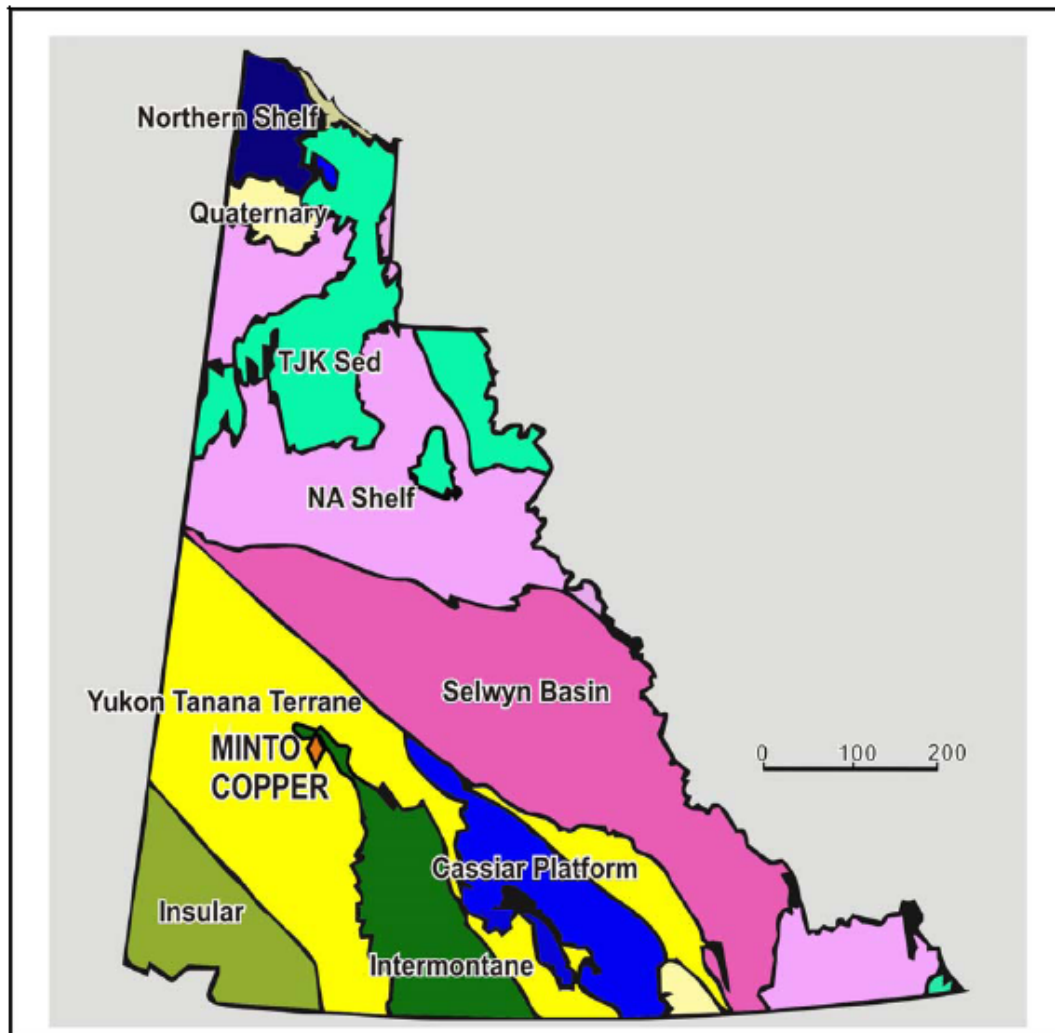 Northern Shelf
Quaternary
TJK Sed
NA Shelf
Selwyn Basin
Yukon Tanana Terrane
MINTO
COPPER
0 100 200
Cassiar Platform
Insular
Intermontane